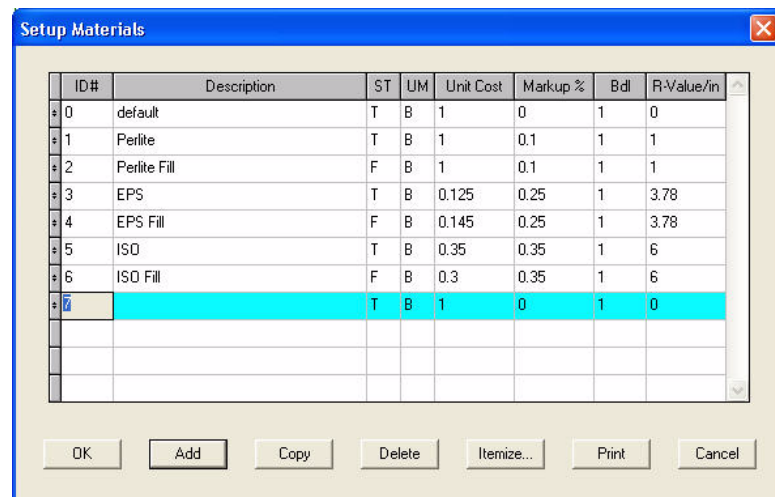 Setup Materials
ID# Description ST UM Unit Cost Markup % Bdl R-Value/in
0 default T B 1 0 1 0
1 Perlite T B 1 0.1 1 1
2 Perlite Fill F B 1 0.1 1 1
3 EPS T B 0.125 0.25 1 3.78
4 EPS Fill F B 0.145 0.25 1 3.78
5 ISO T B 0.35 0.35 1 6
6 ISO Fill F B 0.3 0.35 1 6
7 T B 1 0 1 0
OK Add Copy Delete Itemize... Print Cancel